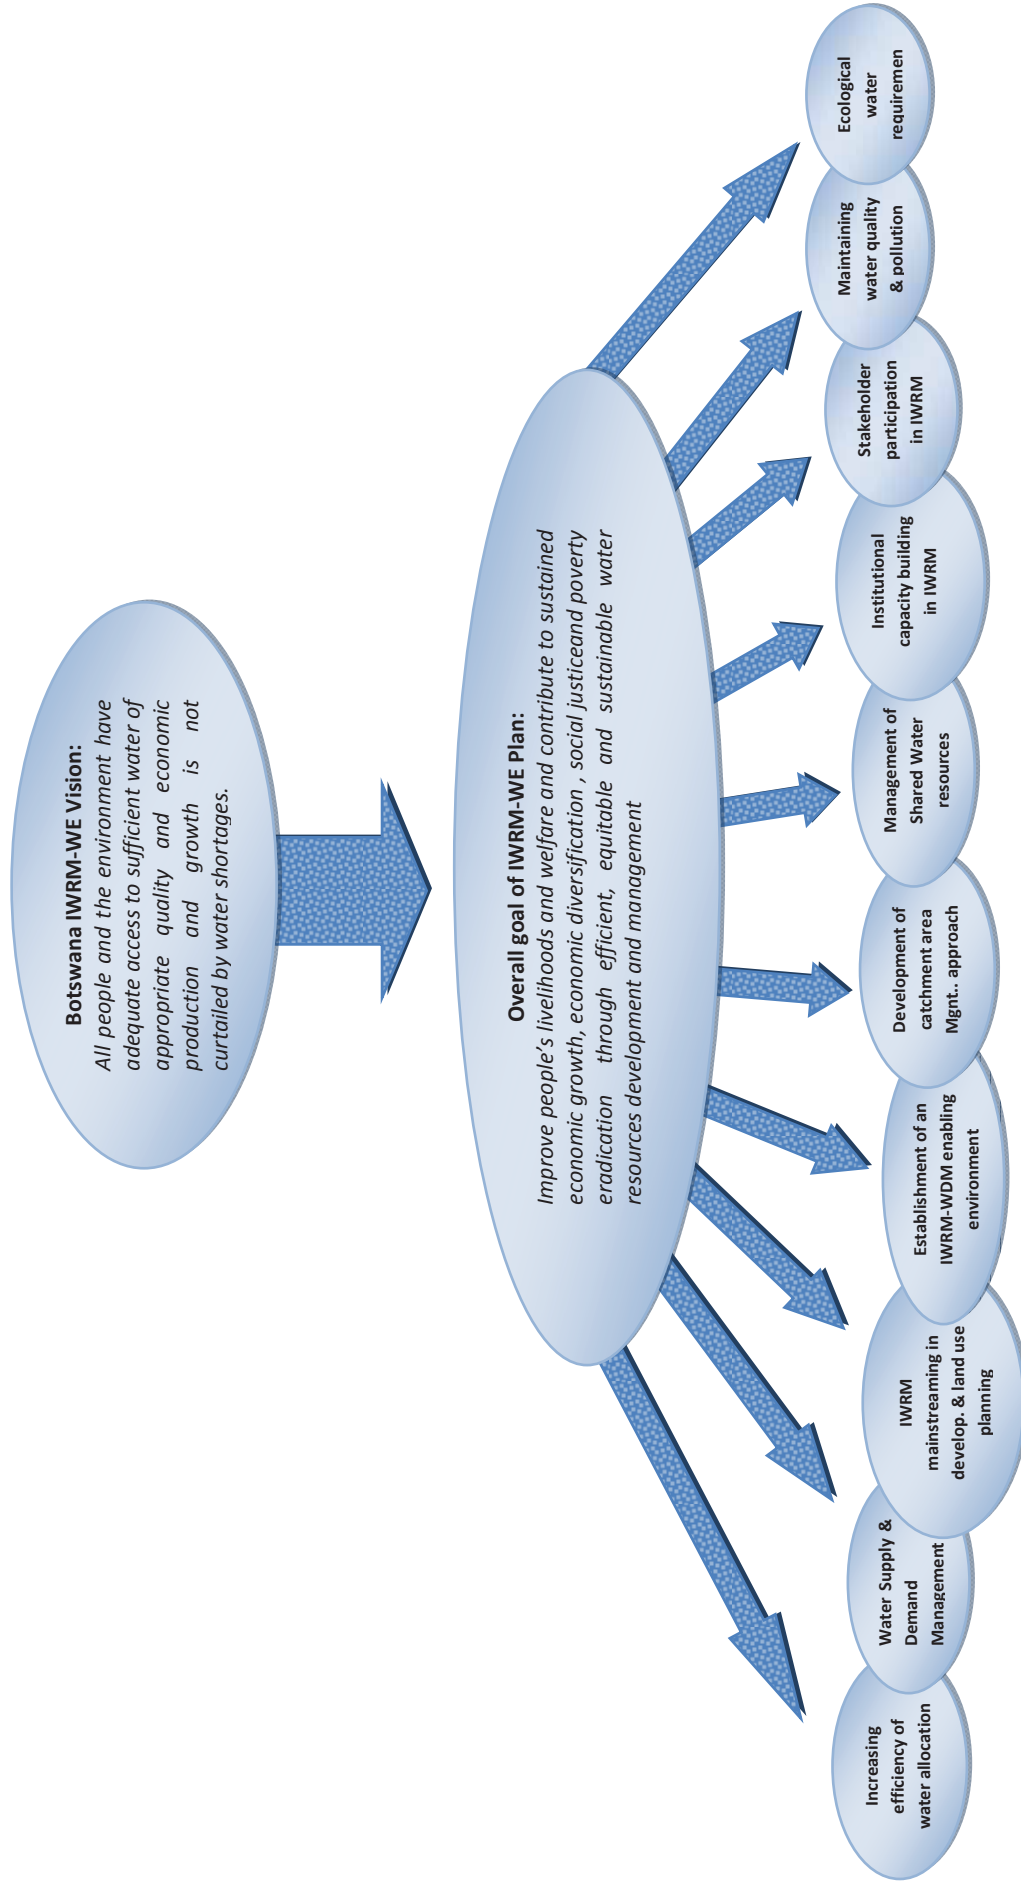 Botswana IWRM-WE Vision:
All people and the environment have
adequate access to sufficient water of
appropriate quality and economic
production and growth is not
curtailed by water shortages.
Overall goal of IWRM-WE Plan:
Improve people’s livelihoods and welfare and contribute to sustained
economic growth, economic diversification , social justiceand poverty
eradication through efficient, equitable and sustainable water
resources development and management
Increasing
efficiency of
water allocation
Water Supply &
Demand
Management
IWRM
mainstreaming in
develop. & land use
planning
Establishment of an
IWRM-WDM enabling
environment
Development of
catchment area
Mgnt.. approach
Management of
Shared Water
resources
Institutional
capacity building
in IWRM
Stakeholder
participation
in IWRM
Maintaining
water quality
& pollution
Ecological
water
requiremen